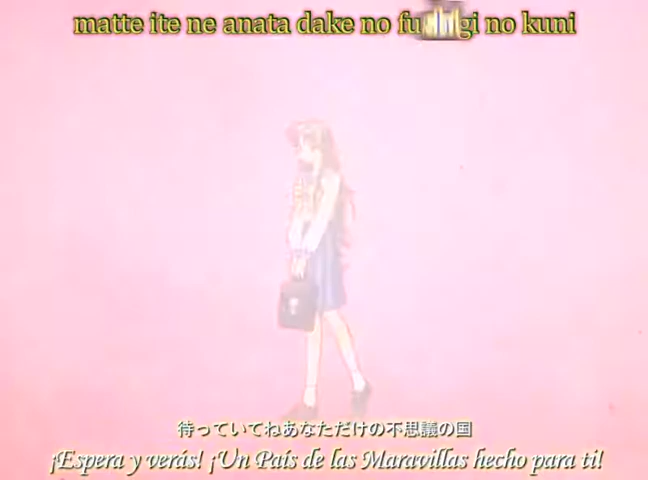 matte ite ne anata dake no fushigi no kuni
待っていてねあなただけの不思議の国
¡Espera y verás! ¡Un País de las Maravillas hecho para ti!